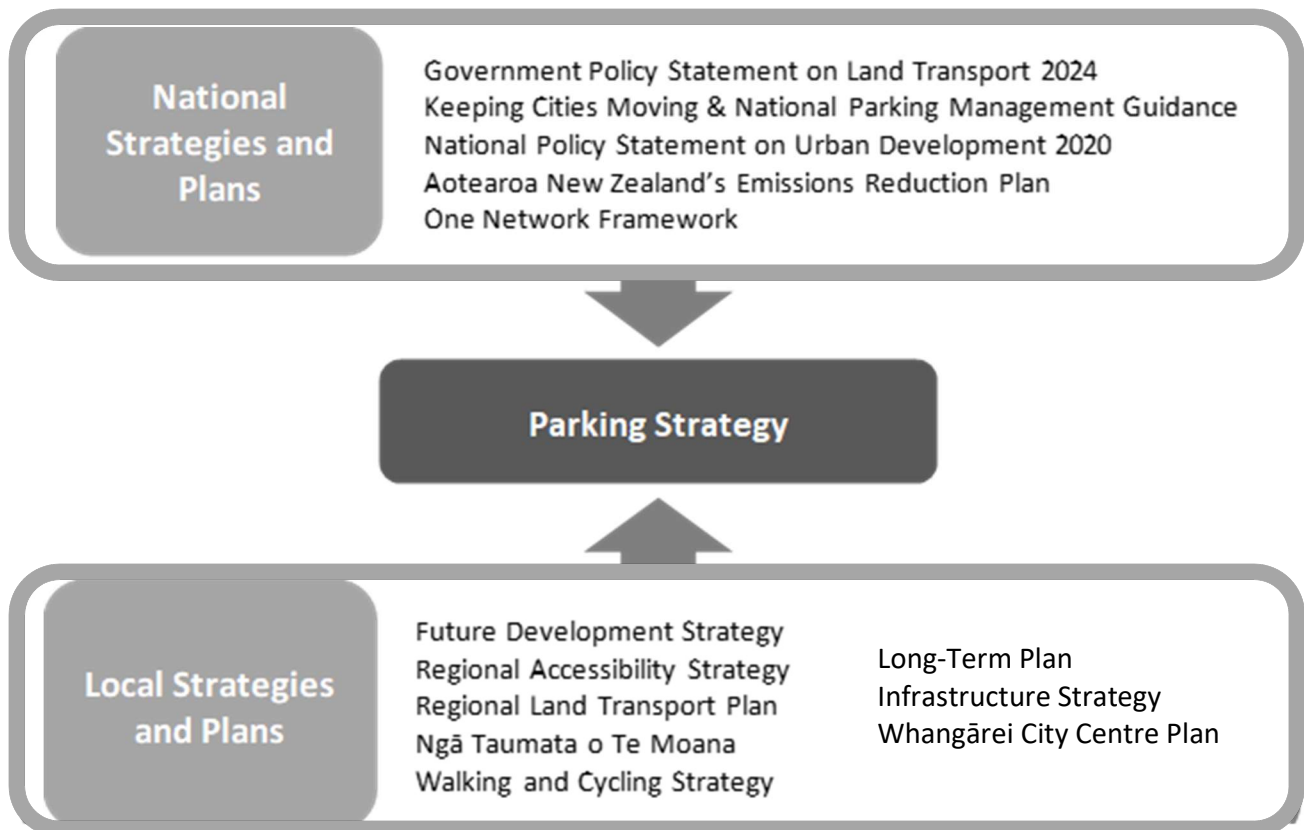 National
Strategies and
Plans
Government Policy Statement on Land Transport 2024
Keeping Cities Moving & National Parking Management Guidance
National Policy Statement on Urban Development 2020
Aotearoa New Zealand's Emissions Reduction Plan
One Network Framework
Parking Strategy
Local Strategies
and Plans
Future Development Strategy
Regional Accessibility Strategy
Regional Land Transport Plan
Ngā Taumata o Te Moana
Walking and Cycling Strategy
Long-Term Plan
Infrastructure Strategy
Whangārei City Centre Plan